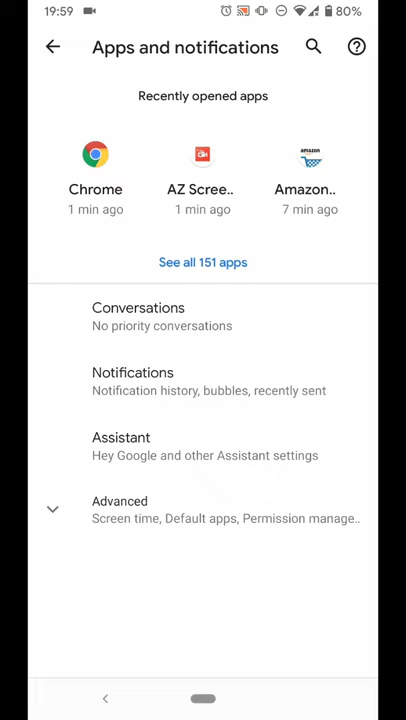 19:59
80%
Apps and notifications
Recently opened apps
amazon
Chrome
AZ Scree..
Amazon..
1 min ago
1 min ago
7 min ago
See all 151 apps
Conversations
No priority conversations
Notifications
Notification history, bubbles, recently sent
Assistant
Hey Google and other Assistant settings
Advanced
Screen time, Default apps, Permission manage..